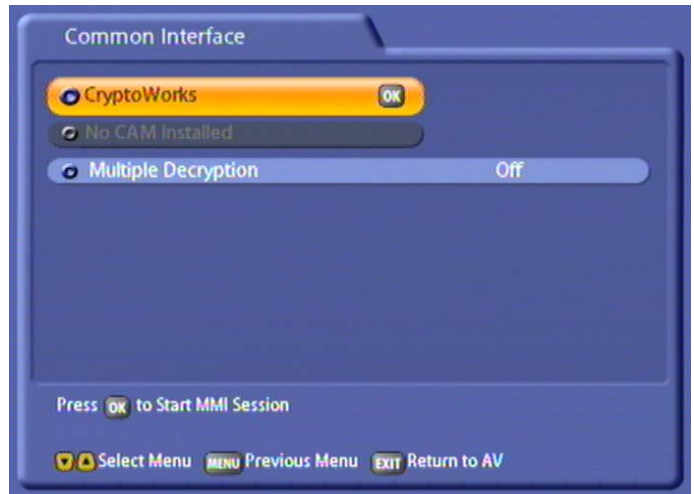 Common Interface
CryptoWorks OK
No CAM Installed
Multiple Decryption Off
Press OK to Start MMI Session
Select Menu MENU Previous Menu EXIT Return to AV